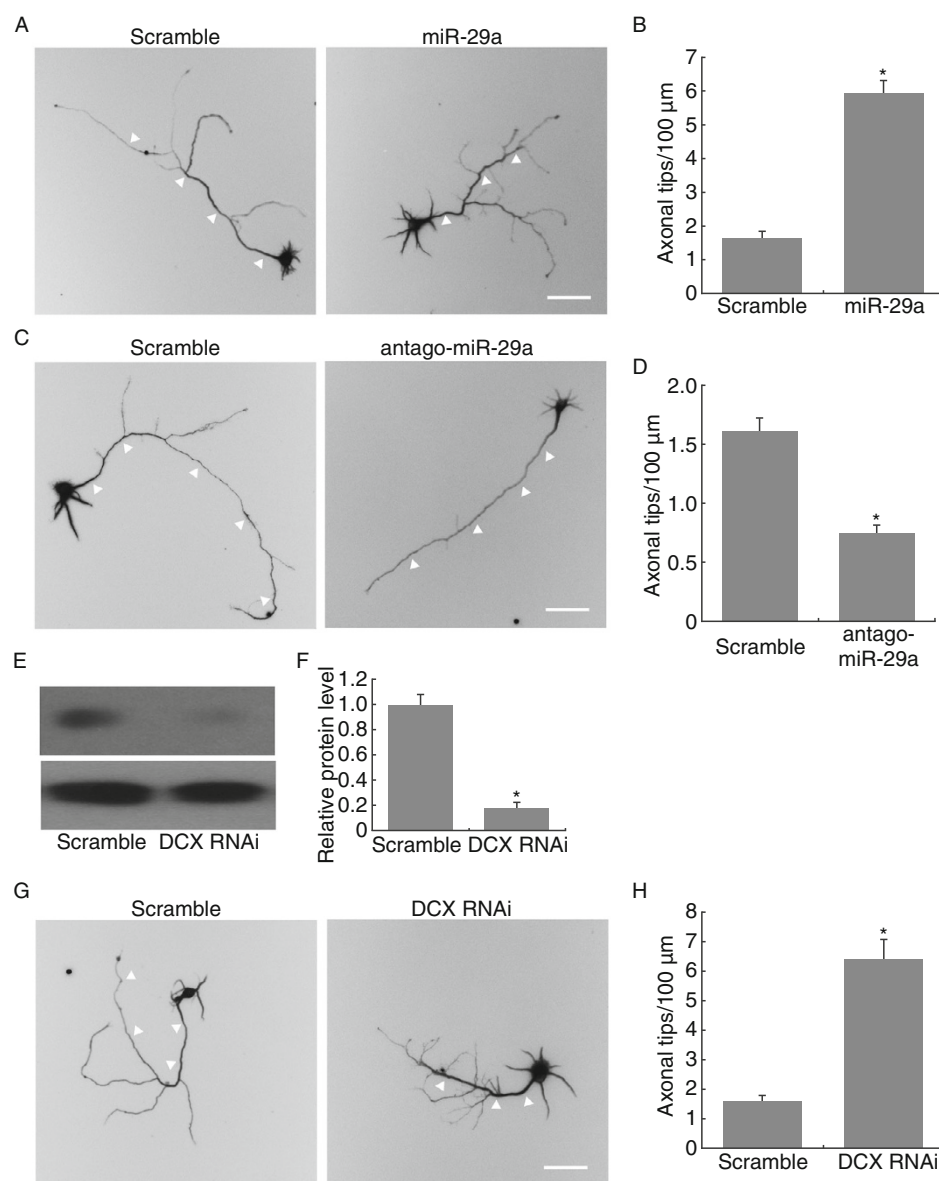 A
Scramble
miR-29a
B
Axonal tips/100 µm
7
6
5
4
3
2
1
0
*
Scramble
miR-29a
C
Scramble
antago-miR-29a
D
Axonal tips/100 µm
2.0
1.5
1.0
0.5
0
*
Scramble
antago-
miR-29a
E
Scramble
DCX RNAi
F
Relative protein level
1.2
1.0
0.8
0.6
0.4
0.2
0
*
Scramble
DCX RNAi
G
Scramble
DCX RNAi
H
Axonal tips/100 µm
8
7
6
5
4
3
2
1
0
*
Scramble
DCX RNAi